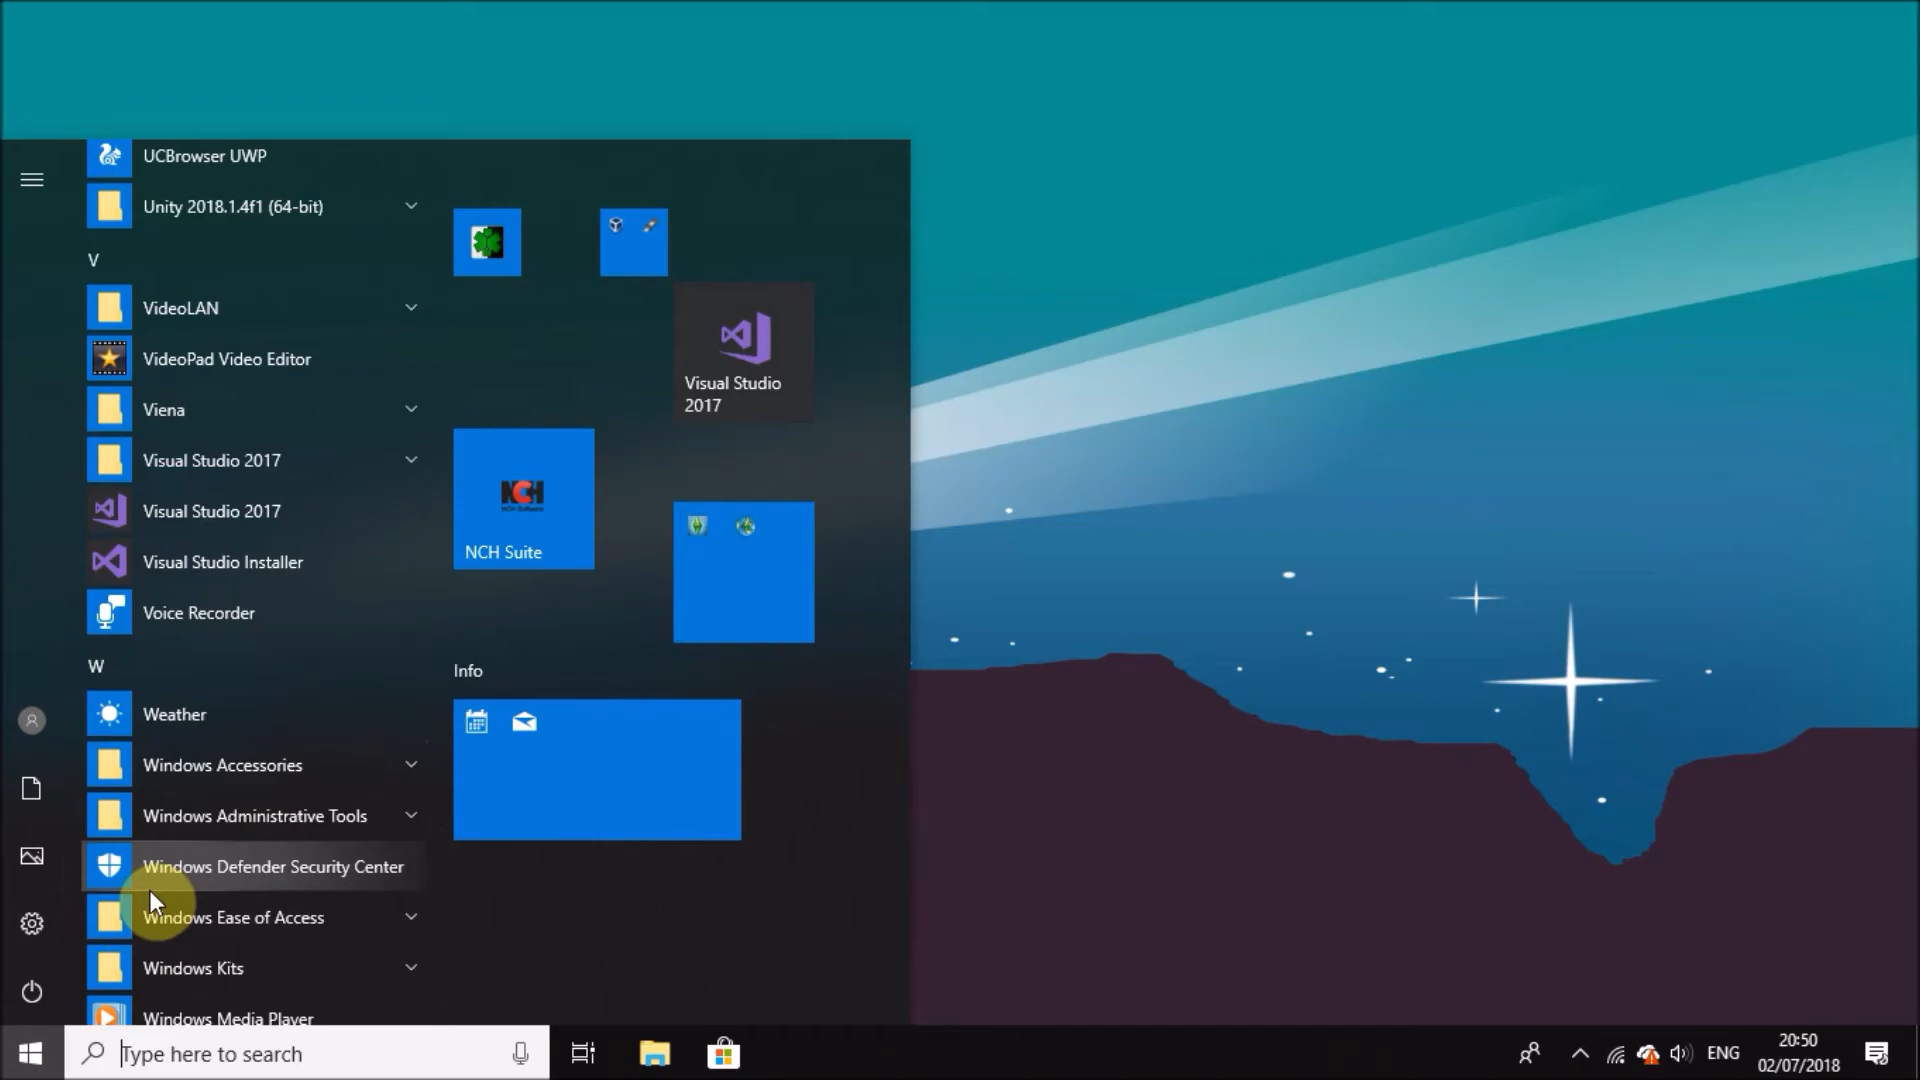 UCBrowser UWP
Unity 2018.1.4f1 (64-bit)
V
VideoLAN
VideoPad Video Editor
Viena
Visual Studio 2017
Visual Studio 2017
Visual Studio Installer
Voice Recorder
W
Weather
Windows Accessories
Windows Administrative Tools
Windows Defender Security Center
Windows Ease of Access
Windows Kits
Windows Media Player
Visual Studio
2017
NCH
NCH Software
NCH Suite
Info
Type here to search
ENG
20:50
02/07/2018